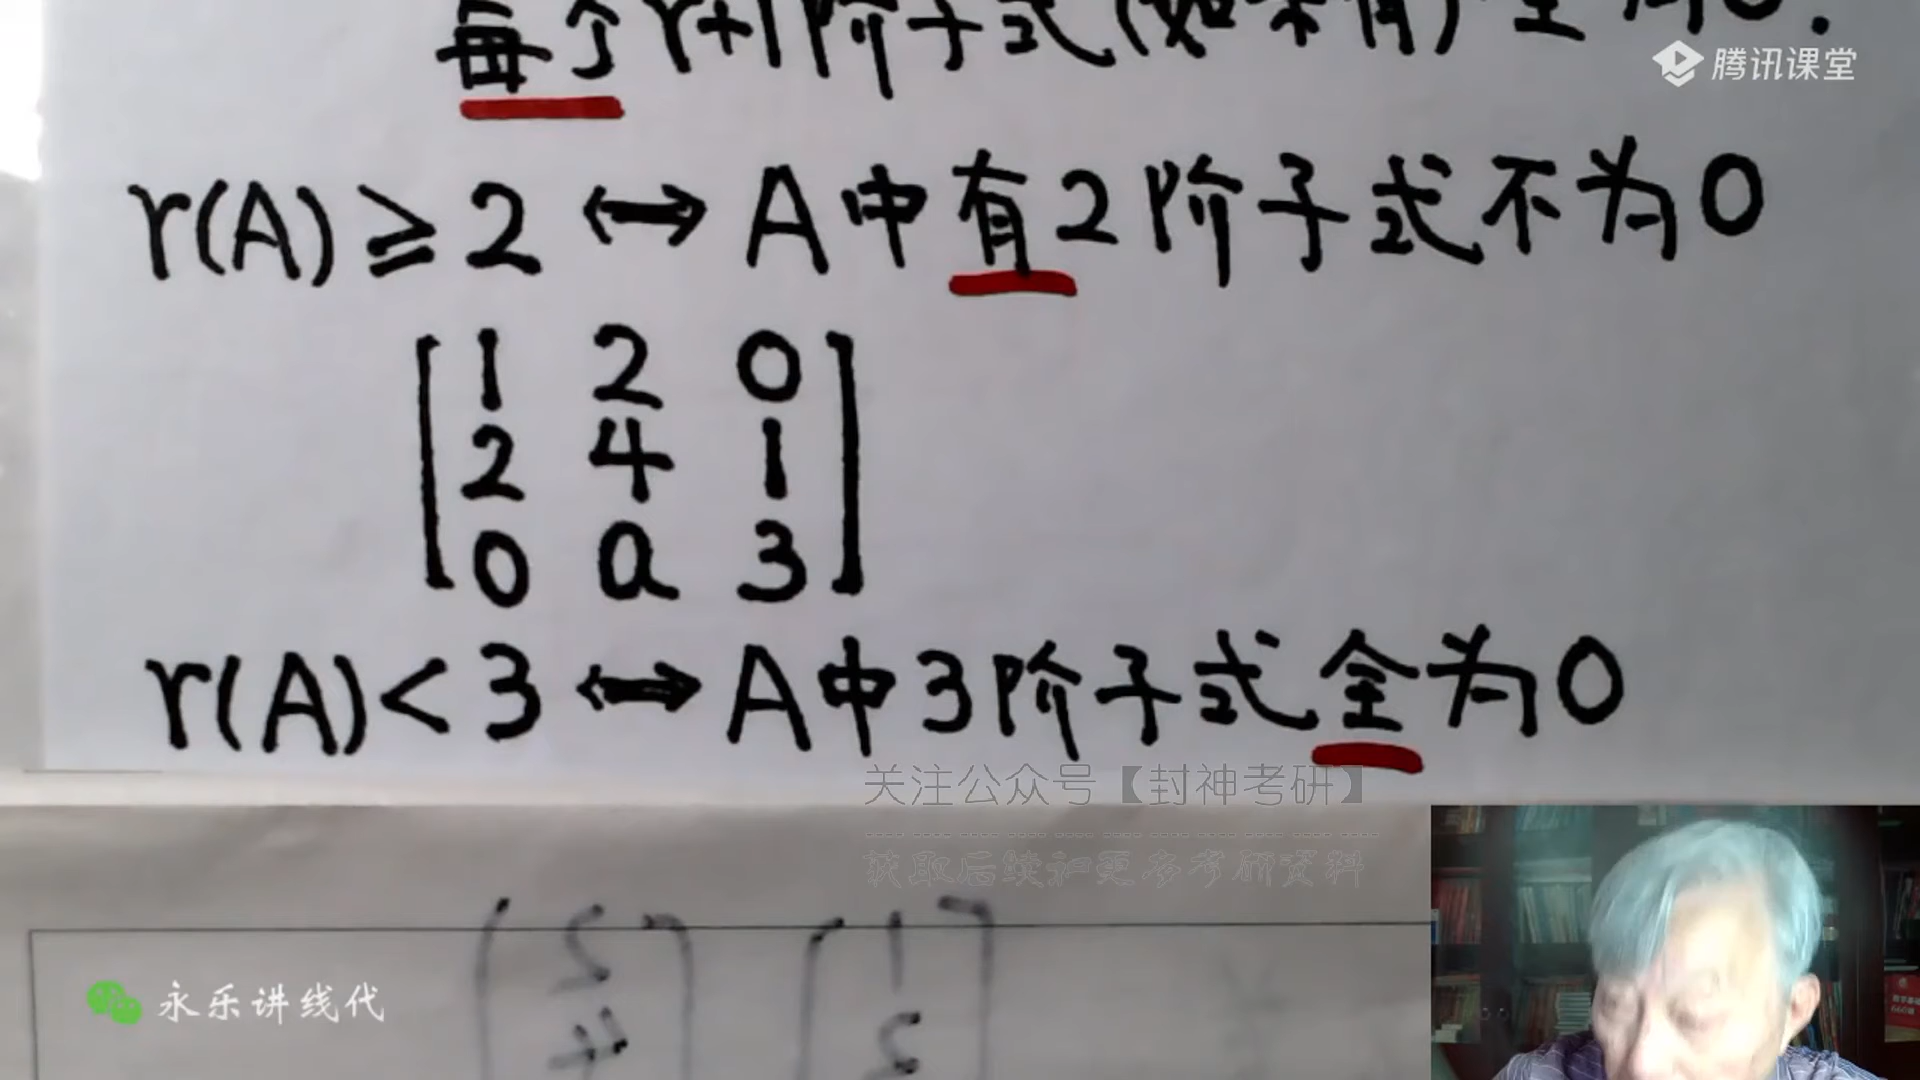 每个r+1阶子式(如果有)全为0.
腾讯课堂
r(A)≥2 ↔ A中有2阶子式不为0
1 2 0
2 4 1
0 a 3
r(A)<3 ↔ A中3阶子式全为0
关注公众号【封神考研】
获取后续和更多考研资料
永乐讲线代